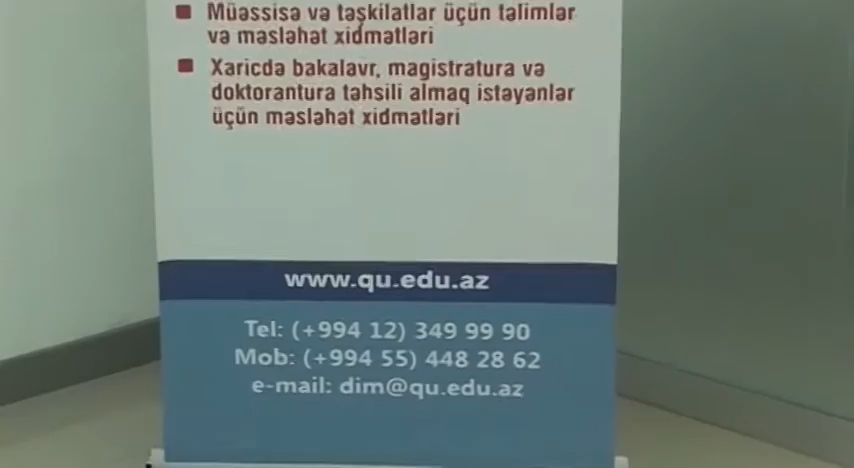 Müəssisə və təşkilatlar üçün təlimlər
və məsləhət xidmətləri
Xaricdə bakalavr, magistratura və
doktorantura təhsili almaq istəyənlər
üçün məsləhət xidmətləri
www.qu.edu.az
Tel: (+994 12) 349 99 90
Mob: (+994 55) 448 28 62
e-mail: dim@qu.edu.az